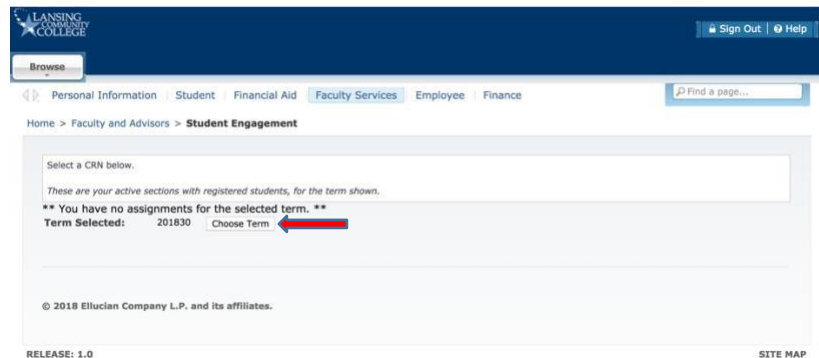 LANSING
COMMUNITY
COLLEGE
Sign Out | Help
Browse
Personal Information Student Financial Aid Faculty Services Employee Finance
Find a page...
Home > Faculty and Advisors > Student Engagement
Select a CRN below.
These are your active sections with registered students, for the term shown.
** You have no assignments for the selected term. **
Term Selected: 201830 Choose Term
© 2018 Ellucian Company L.P. and its affiliates.
RELEASE: 1.0
SITE MAP